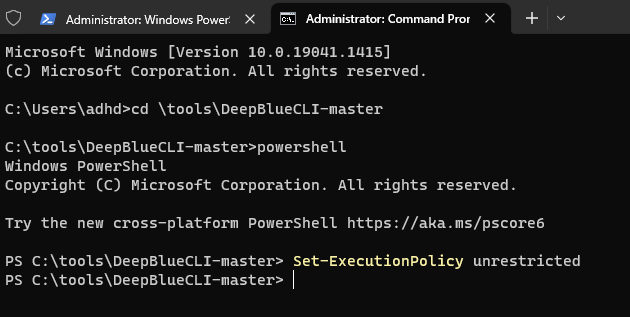 Administrator: Windows Power
Administrator: Command Pror
Microsoft Windows [Version 10.0.19041.1415]
(c) Microsoft Corporation. All rights reserved.
C:\Users\adhd>cd \tools\DeepBlueCLI-master
C:\tools\DeepBlueCLI-master>powershell
Windows PowerShell
Copyright (C) Microsoft Corporation. All rights reserved.
Try the new cross-platform PowerShell https://aka.ms/pscore6
PS C:\tools\DeepBlueCLI-master> Set-ExecutionPolicy unrestricted
PS C:\tools\DeepBlueCLI-master>